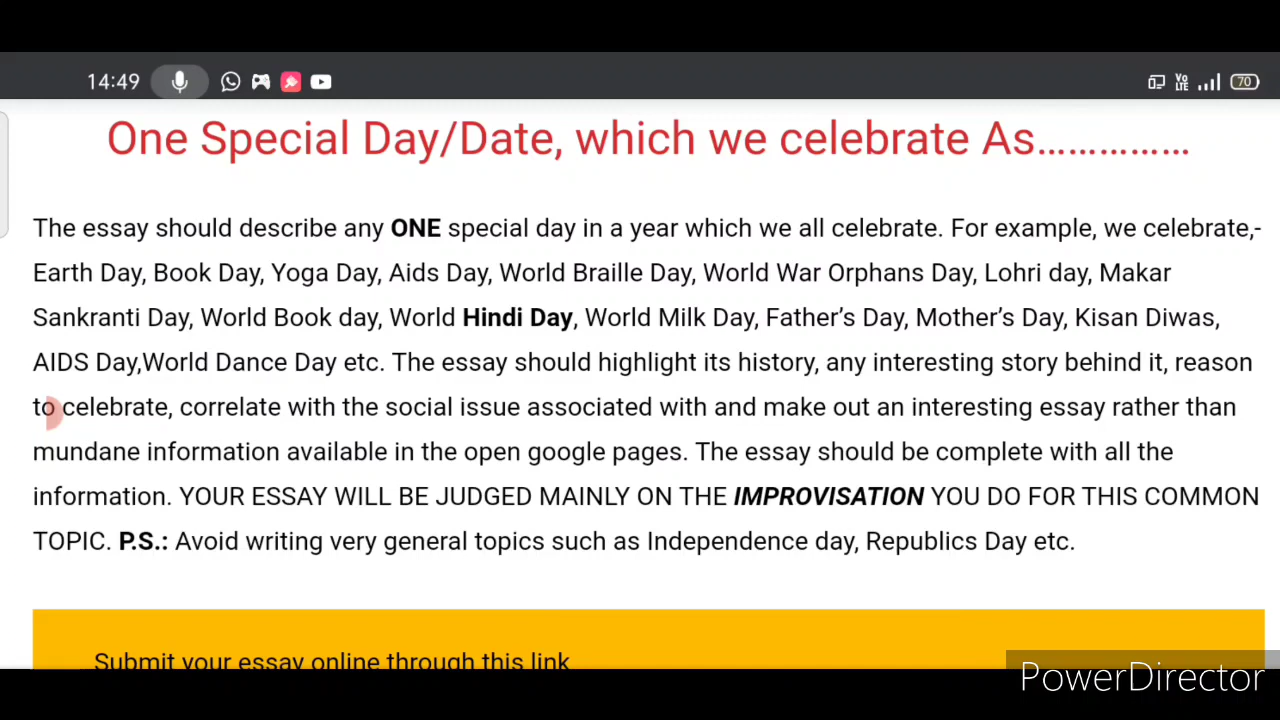 14:49
Vo LTE
70
One Special Day/Date, which we celebrate As……………
The essay should describe any ONE special day in a year which we all celebrate. For example, we celebrate,-
Earth Day, Book Day, Yoga Day, Aids Day, World Braille Day, World War Orphans Day, Lohri day, Makar
Sankranti Day, World Book day, World Hindi Day, World Milk Day, Father’s Day, Mother’s Day, Kisan Diwas,
AIDS Day,World Dance Day etc. The essay should highlight its history, any interesting story behind it, reason
to celebrate, correlate with the social issue associated with and make out an interesting essay rather than
mundane information available in the open google pages. The essay should be complete with all the
information. YOUR ESSAY WILL BE JUDGED MAINLY ON THE IMPROVISATION YOU DO FOR THIS COMMON
TOPIC. P.S.: Avoid writing very general topics such as Independence day, Republics Day etc.
Submit your essay online through this link
PowerDirector